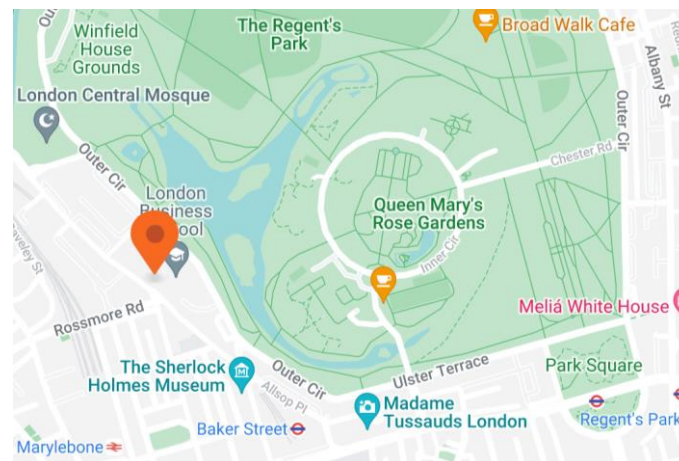 Ou
Winfield
House
Grounds
The Regent's
Park
Broad Walk Cafe
Albany St
Outer Cir
London Central Mosque
Outer Cir
Chester Rd
London
Business
Queen Mary's
Rose Gardens
Inner Cir
Rossmore Rd
Meliá White House
The Sherlock
Holmes Museum
Outer Cir
Allsop Pl
Ulster Terrace
Park Square
Madame
Tussauds London
Baker Street
Regent's Park
Marylebone